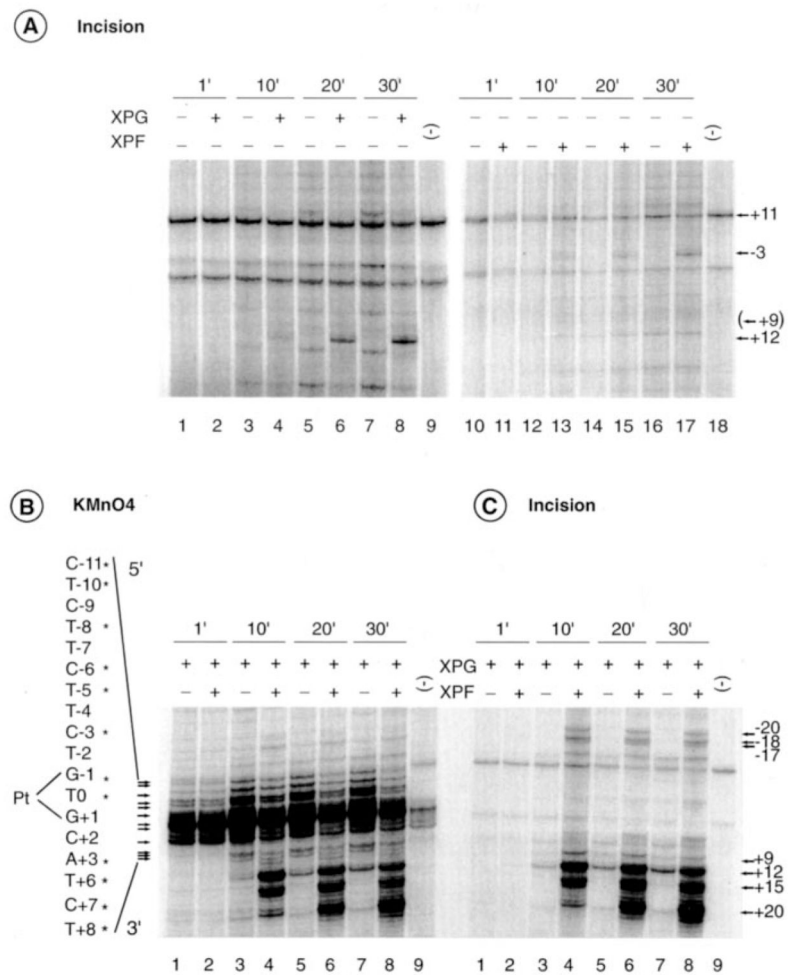 A Incision
1' 10' 20' 30' 1' 10' 20' 30'
XPG – + – + – + – + (-) – – – – – – – – (-)
XPF – – – – – – – – – + – + – + – +
+11
-3
(+9)
+12
1 2 3 4 5 6 7 8 9 10 11 12 13 14 15 16 17 18
B KMnO4
C Incision
C-11* 5'
T-10*
C-9
T-8 *
T-7
C-6 *
T-5 *
T-4
C-3 *
T-2
G-1 *
Pt T0 *
G+1
C+2
A+3 *
T+6 *
C+7 *
T+8 * 3'
1' 10' 20' 30' 1' 10' 20' 30'
+ + + + + + + + (-) XPG + + + + + + + + (-)
– + – + – + – + XPF – + – + – + – +
-20
-18
-17
+9
+12
+15
+20
1 2 3 4 5 6 7 8 9 1 2 3 4 5 6 7 8 9